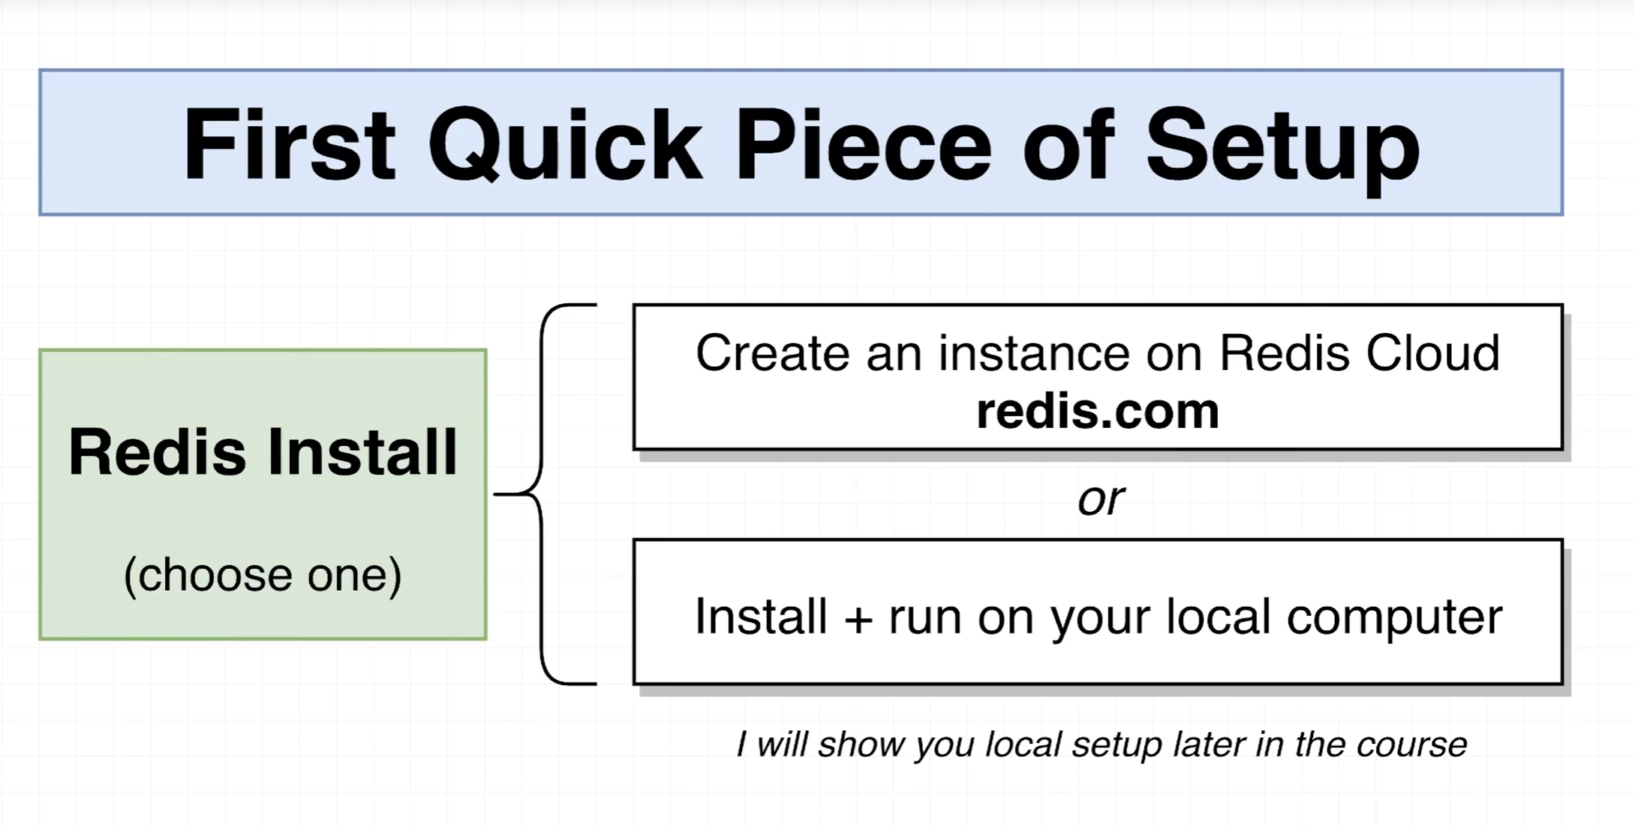 First Quick Piece of Setup
Redis Install
(choose one)
Create an instance on Redis Cloud
redis.com
or
Install + run on your local computer
I will show you local setup later in the course